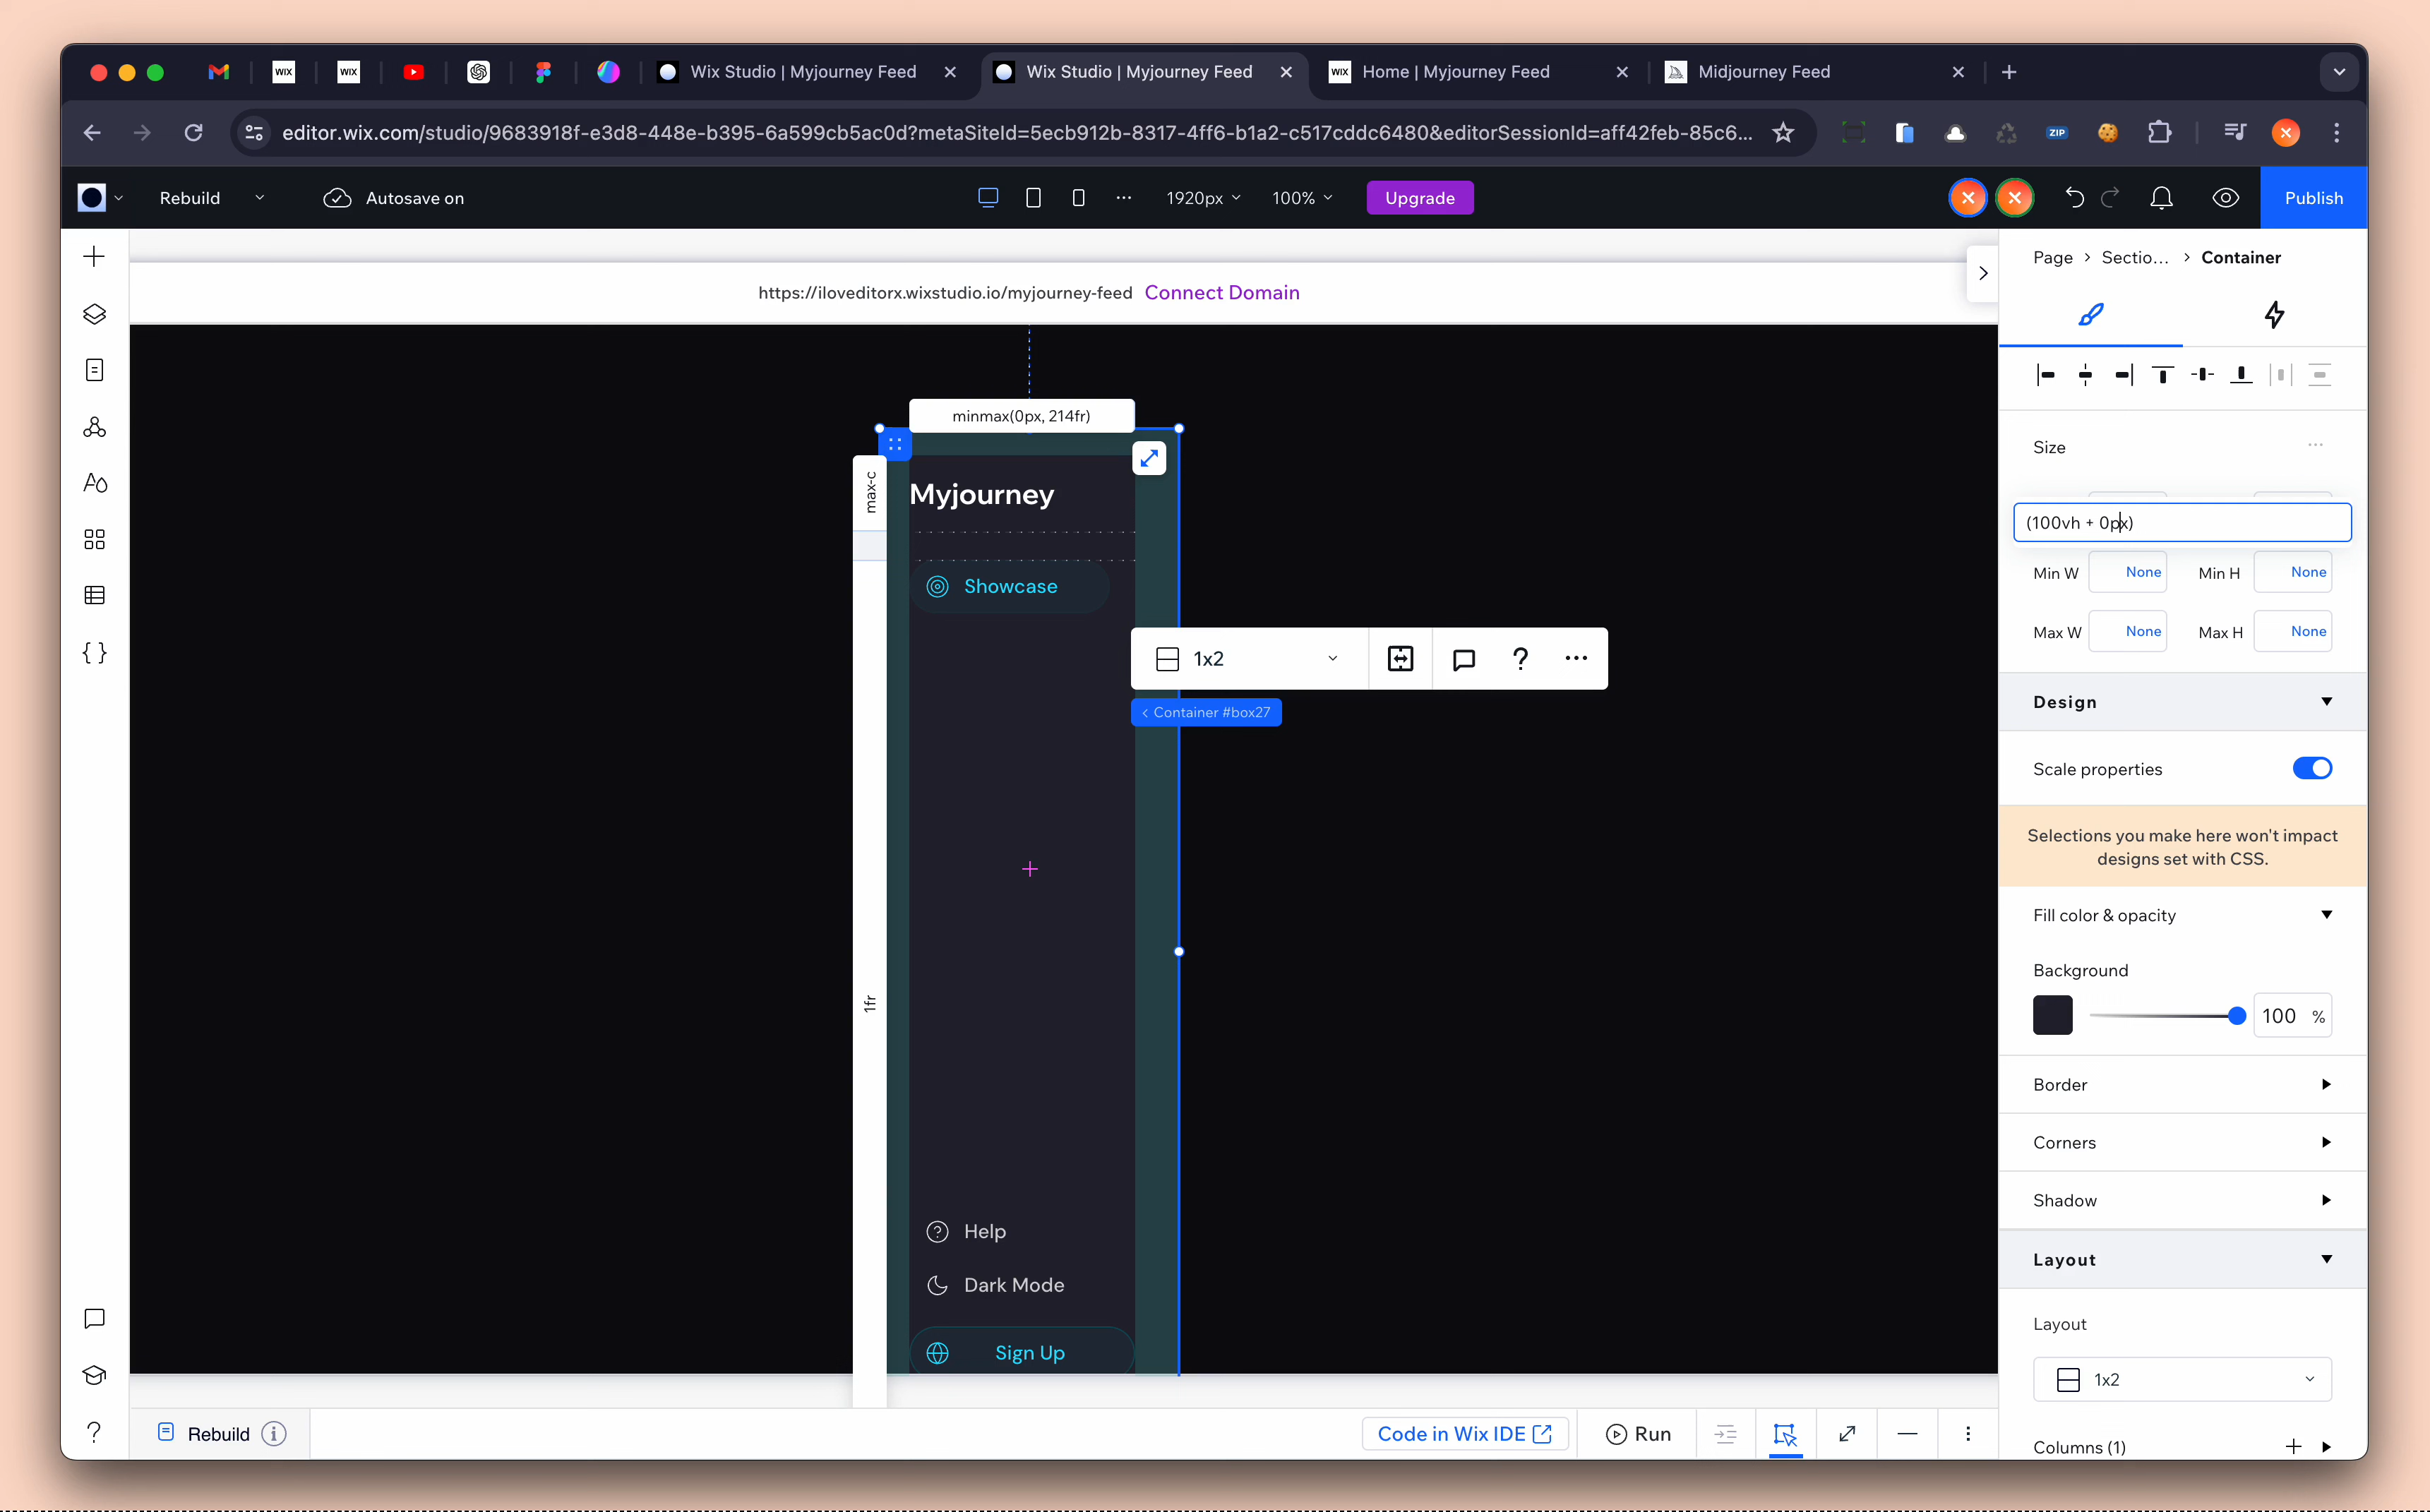 WIX
WIX
Wix Studio | Myjourney Feed
Wix Studio | Myjourney Feed
WIX
Home | Myjourney Feed
Midjourney Feed
editor.wix.com/studio/9683918f-e3d8-448e-b395-6a599cb5ac0d?metaSiteId=5ecb912b-8317-4ff6-b1a2-c517cddc6480&editorSessionId=aff42feb-85c6...
ZIP
Rebuild
Autosave on
1920px
100%
Upgrade
Publish
https://iloveditorx.wixstudio.io/myjourney-feed Connect Domain
Page > Sectio... > Container
minmax(0px, 214fr)
Size
max-c
Myjourney
(100vh + 0px)
Min W None Min H None
Showcase
Max W None Max H None
1x2
Container #box27
Design
Scale properties
Selections you make here won't impact
designs set with CSS.
Fill color & opacity
Background
100 %
1fr
Border
Corners
Shadow
Help
Layout
Dark Mode
Layout
Sign Up
1x2
Rebuild
Code in Wix IDE
Run
Columns (1)